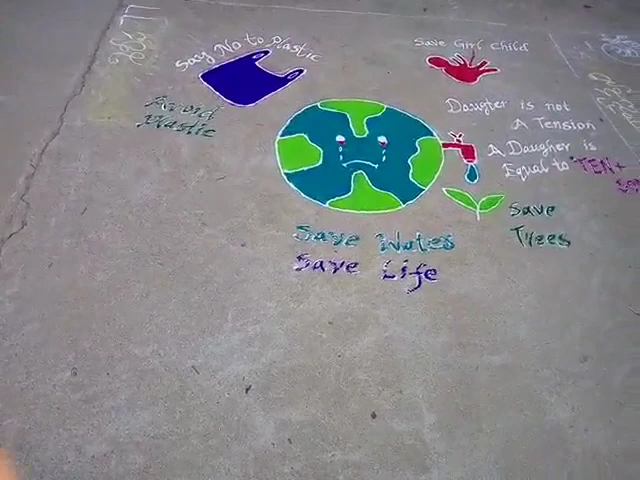 Say No to Plastic
Avoid
Plastic
Save Girl Child
Daugter is not
A Tension
A Daugher is
Equal to "TEN+
Save
Trees
Save Water
Save Life